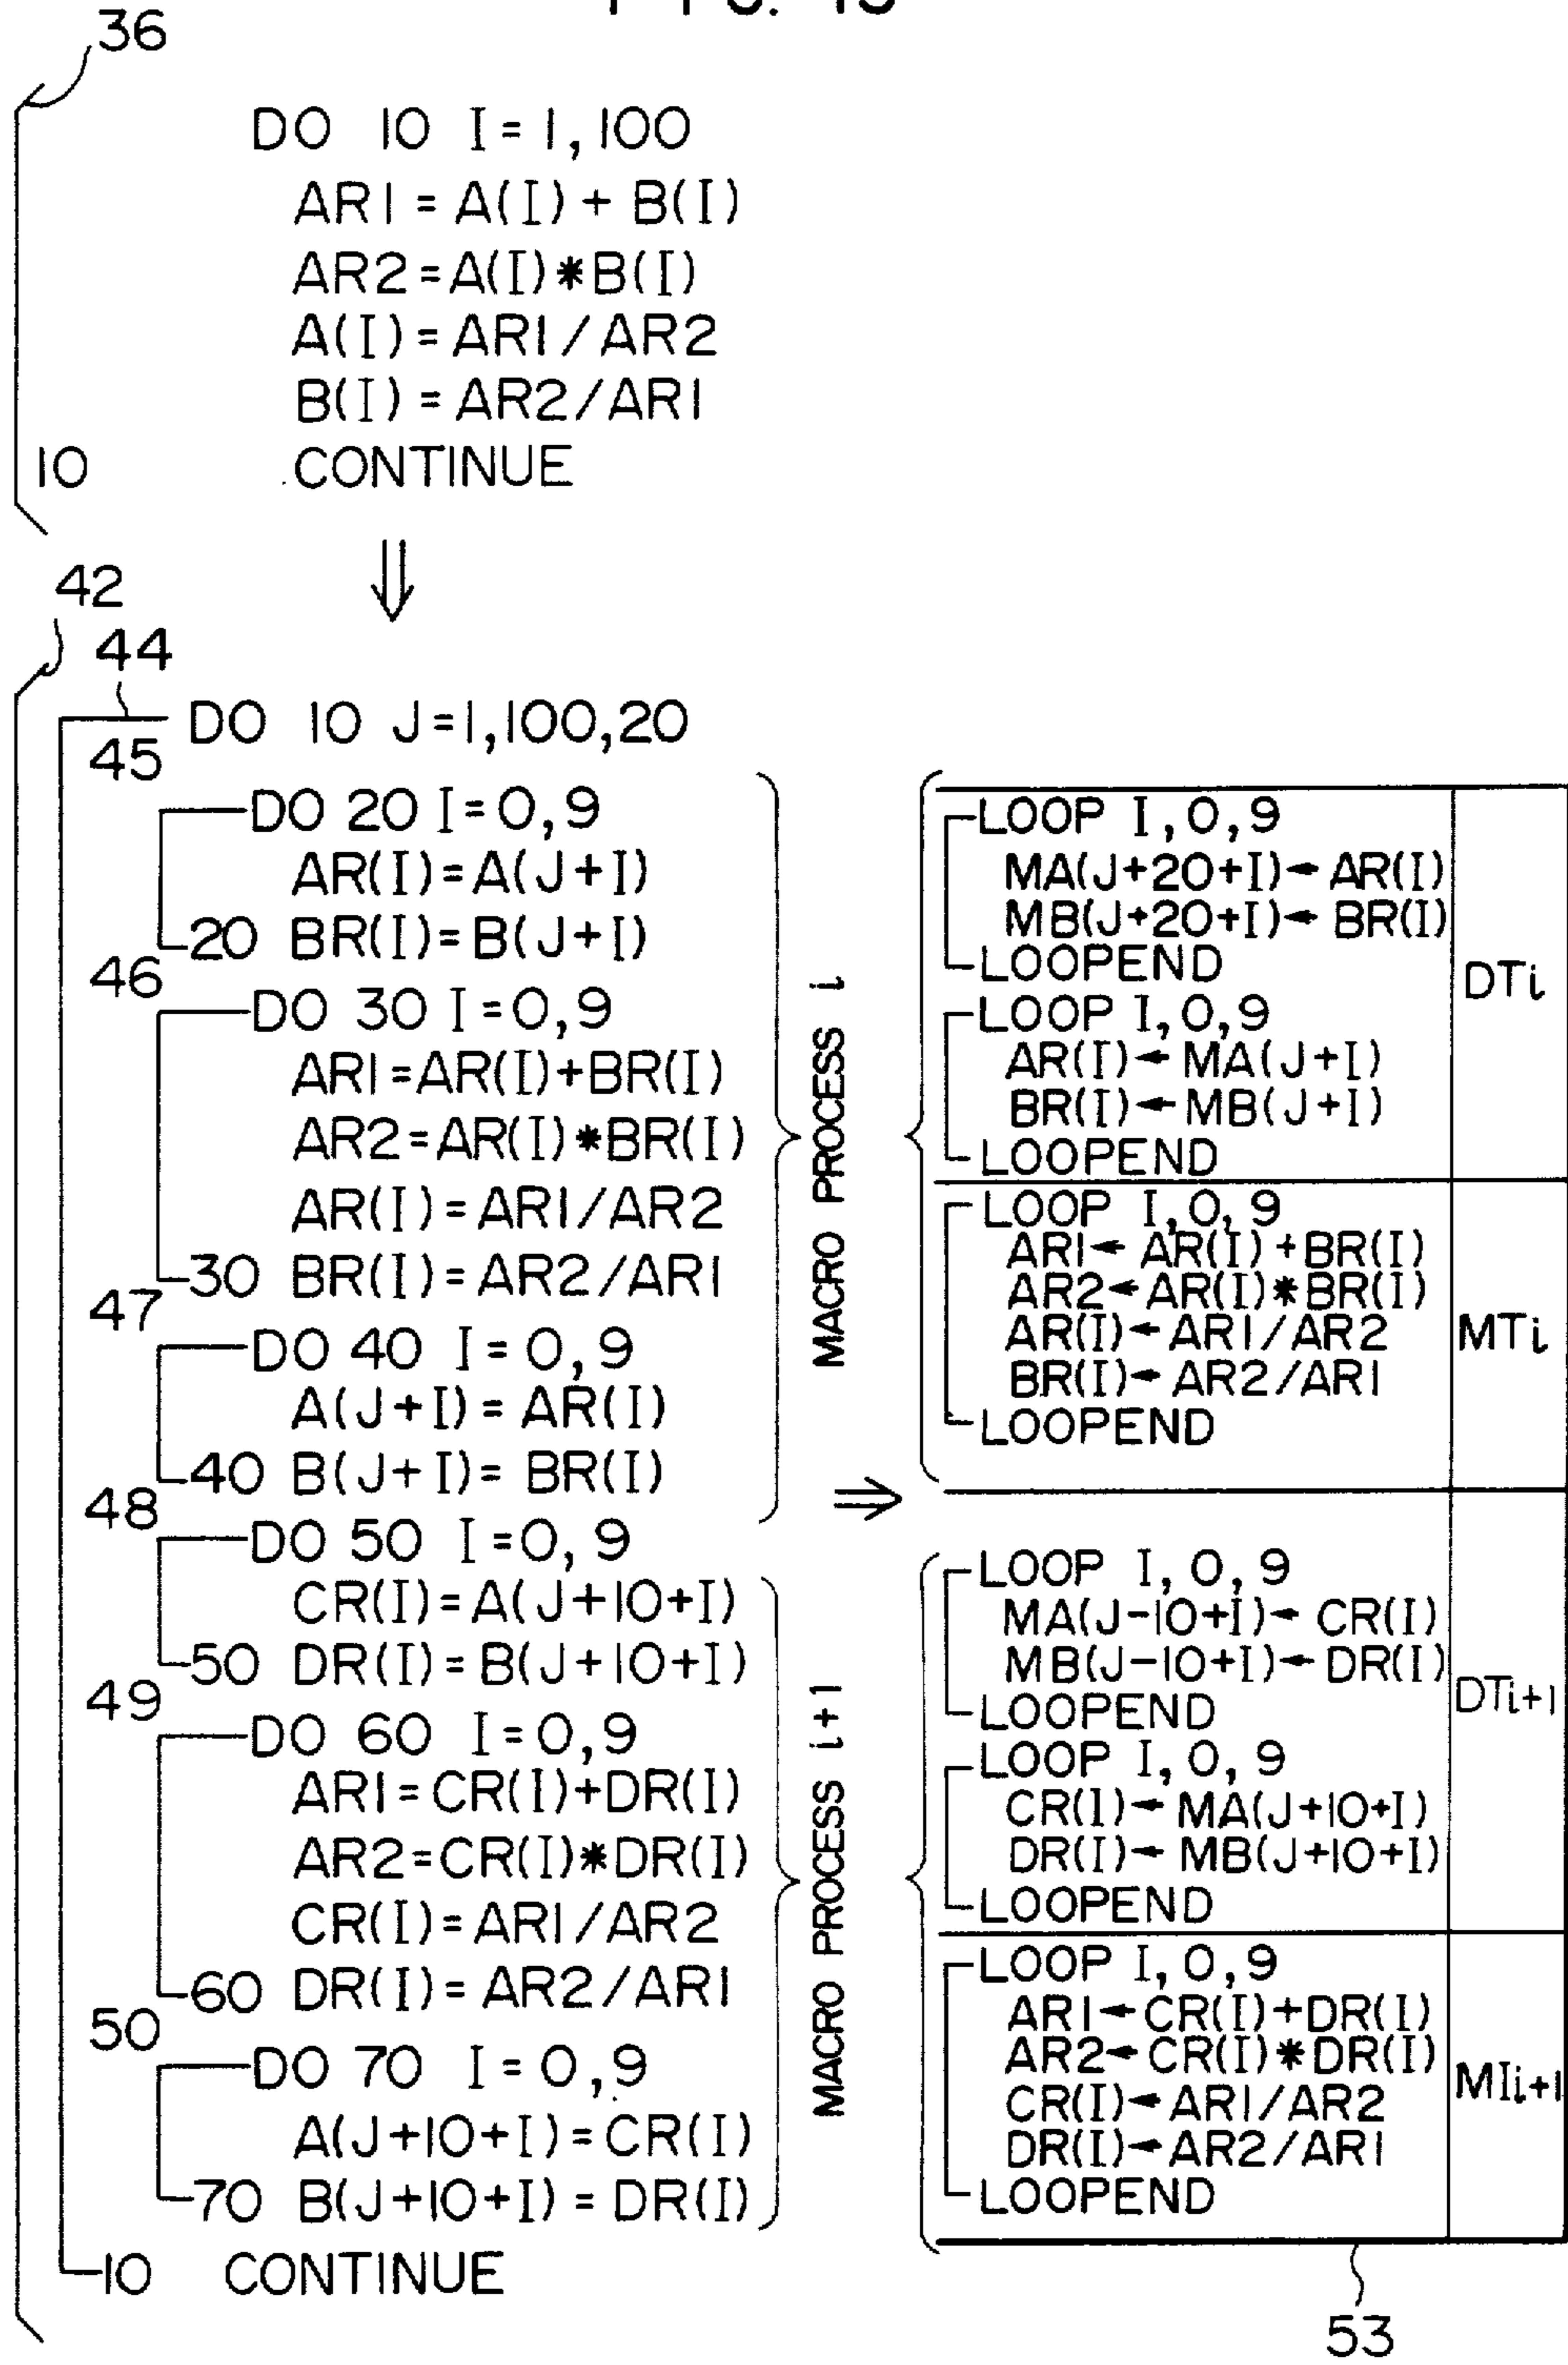 36
DO 10 I=1,100
AR1=A(I)+B(I)
AR2=A(I)*B(I)
A(I)=AR1/AR2
B(I)=AR2/AR1
10 CONTINUE
⇓
42
44
DO 10 J=1,100,20
45
DO 20 I=0,9
AR(I)=A(J+I)
20 BR(I)=B(J+I)
46
DO 30 I=0,9
AR1=AR(I)+BR(I)
AR2=AR(I)*BR(I)
AR(I)=AR1/AR2
30 BR(I)=AR2/AR1
47
DO 40 I=0,9
A(J+I)=AR(I)
40 B(J+I)=BR(I)
MACRO PROCESS i
48
DO 50 I=0,9
CR(I)=A(J+10+I)
50 DR(I)=B(J+10+I)
49
DO 60 I=0,9
AR1=CR(I)+DR(I)
AR2=CR(I)*DR(I)
CR(I)=AR1/AR2
60 DR(I)=AR2/AR1
50
DO 70 I=0,9
A(J+10+I)=CR(I)
70 B(J+10+I)=DR(I)
MACRO PROCESS i+1
10 CONTINUE
⇒
LOOP I,0,9
MA(J+20+I)←AR(I)
MB(J+20+I)←BR(I)
LOOPEND
LOOP I,0,9
AR(I)←MA(J+I)
BR(I)←MB(J+I)
LOOPEND
DTi
LOOP I,0,9
AR1←AR(I)+BR(I)
AR2←AR(I)*BR(I)
AR(I)←AR1/AR2
BR(I)←AR2/AR1
LOOPEND
MTi
LOOP I,0,9
MA(J-10+I)←CR(I)
MB(J-10+I)←DR(I)
LOOPEND
LOOP I,0,9
CR(I)←MA(J+10+I)
DR(I)←MB(J+10+I)
LOOPEND
DTi+1
LOOP I,0,9
AR1←CR(I)+DR(I)
AR2←CR(I)*DR(I)
CR(I)←AR1/AR2
DR(I)←AR2/AR1
LOOPEND
MIi+1
53